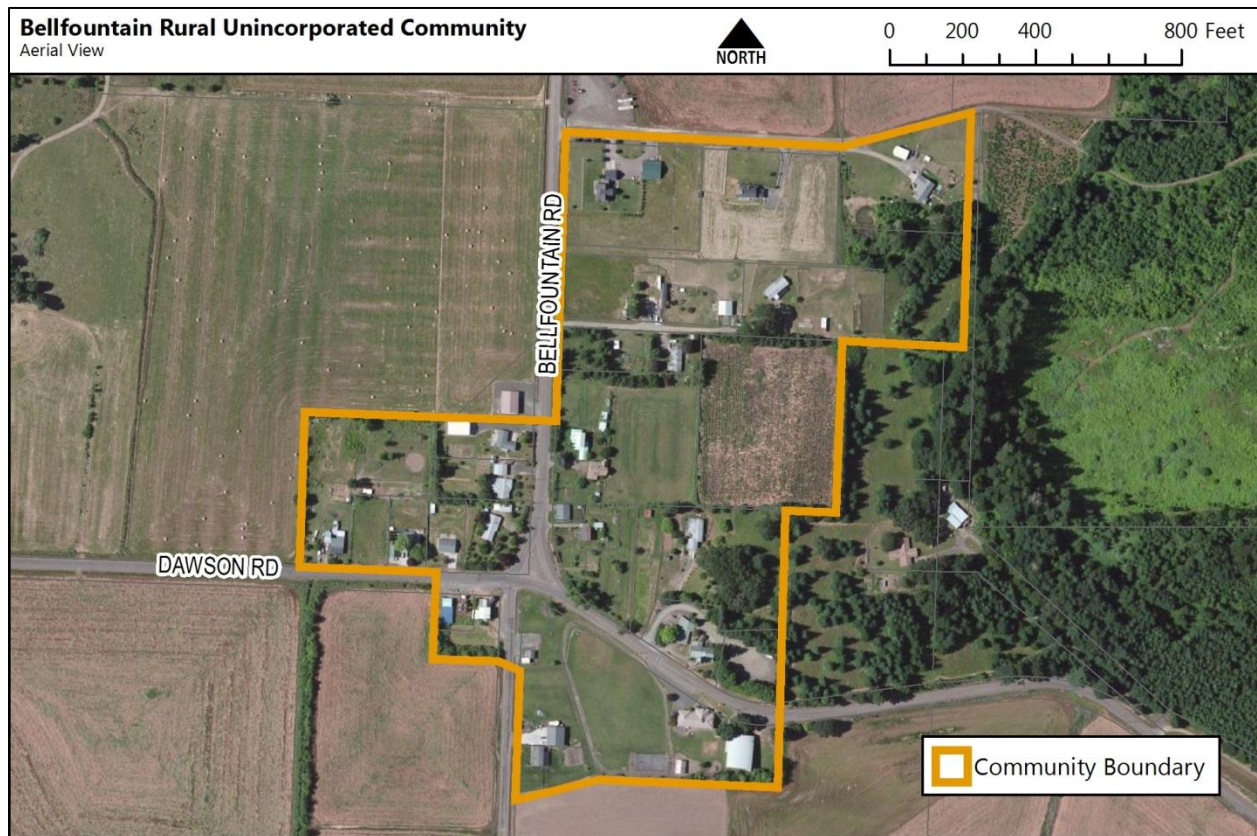 Bellfountain Rural Unincorporated Community
Aerial View
NORTH
0 200 400 800 Feet
BELLFOUNTAIN RD
DAWSON RD
Community Boundary